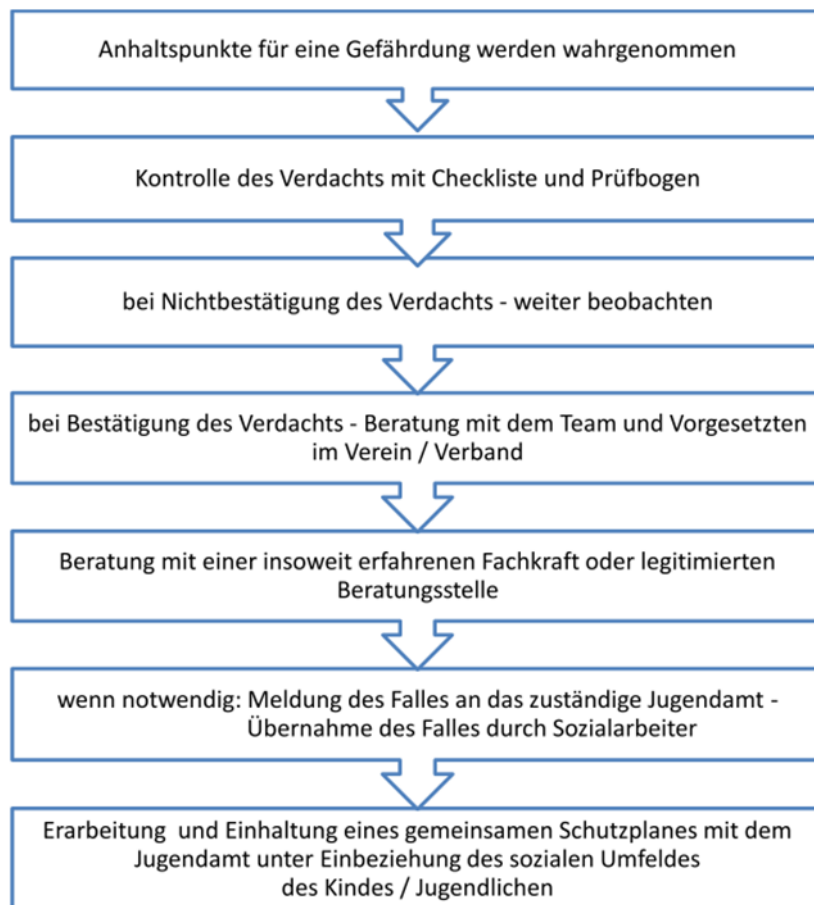 Anhaltspunkte für eine Gefährdung werden wahrgenommen
Kontrolle des Verdachts mit Checkliste und Prüfbogen
bei Nichtbestätigung des Verdachts - weiter beobachten
bei Bestätigung des Verdachts - Beratung mit dem Team und Vorgesetzten
im Verein / Verband
Beratung mit einer insoweit erfahrenen Fachkraft oder legitimierten
Beratungsstelle
wenn notwendig: Meldung des Falles an das zuständige Jugendamt -
Übernahme des Falles durch Sozialarbeiter
Erarbeitung und Einhaltung eines gemeinsamen Schutzplanes mit dem
Jugendamt unter Einbeziehung des sozialen Umfeldes
des Kindes / Jugendlichen